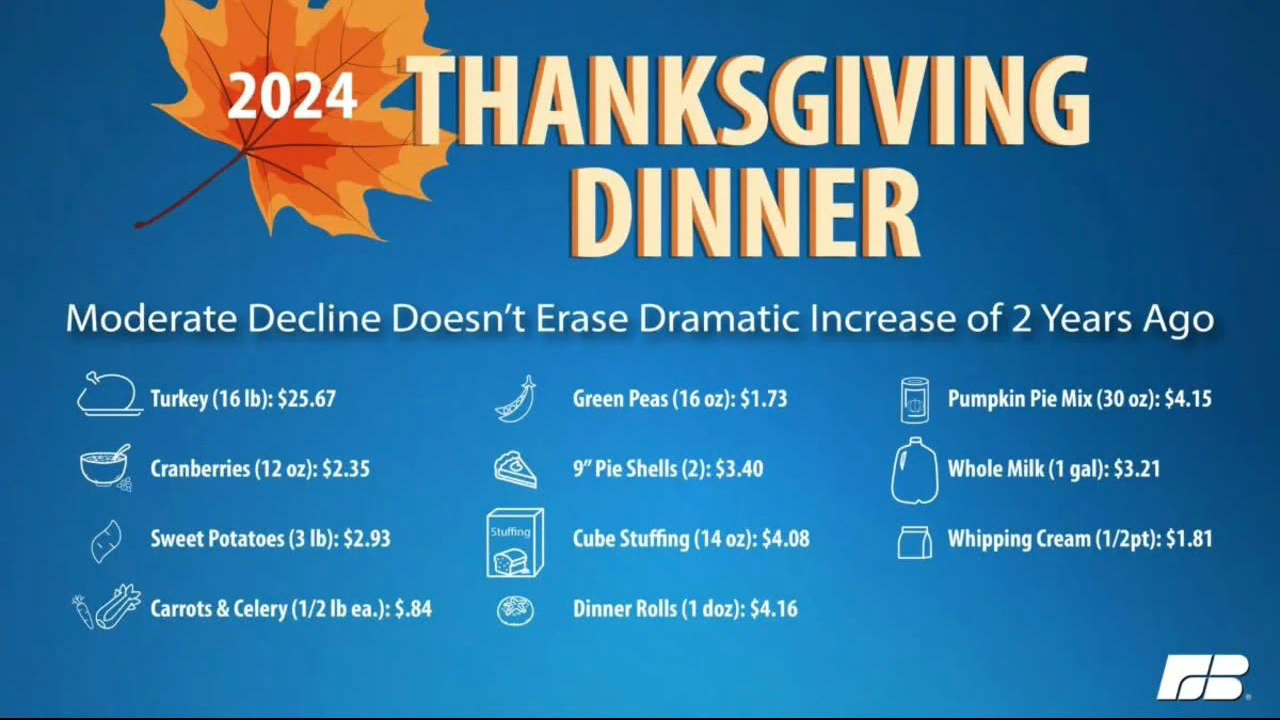 2024
THANKSGIVING
DINNER
Moderate Decline Doesn't Erase Dramatic Increase of 2 Years Ago
Turkey (16 lb): $25.67
Cranberries (12 oz): $2.35
Sweet Potatoes (3 lb): $2.93
Carrots & Celery (1/2 lb ea.): $.84
Green Peas (16 oz): $1.73
9” Pie Shells (2): $3.40
Stuffing
Cube Stuffing (14 oz): $4.08
Dinner Rolls (1 doz): $4.16
Pumpkin Pie Mix (30 oz): $4.15
Whole Milk (1 gal): $3.21
Whipping Cream (1/2pt): $1.81
FB®